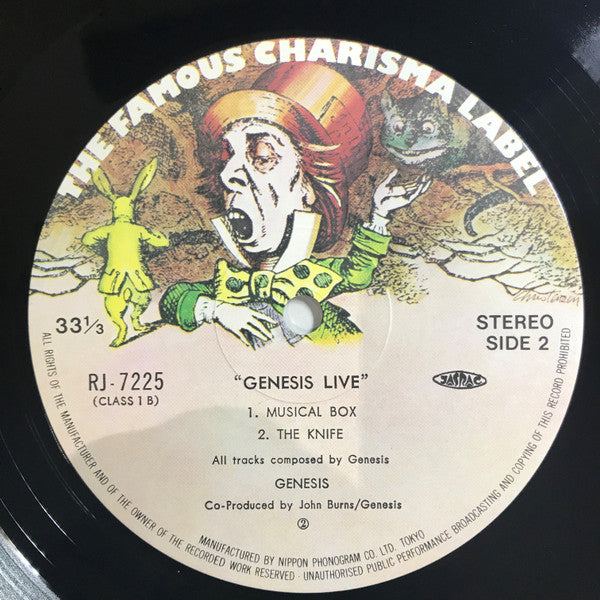 THE FAMOUS CHARISMA LABEL
Christensen
33⅓
STEREO
SIDE 2
RJ-7225
(CLASS 1 B)
JASRAC
"GENESIS LIVE"
1. MUSICAL BOX
2. THE KNIFE
All tracks composed by Genesis
GENESIS
Co-Produced by John Burns/Genesis
②
ALL RIGHTS OF THE MANUFACTURER AND OF THE OWNER OF THE RECORDED WORK RESERVED · UNAUTHORISED PUBLIC PERFORMANCE BROADCASTING AND COPYING OF THIS RECORD PROHIBITED
MANUFACTURED BY NIPPON PHONOGRAM CO. LTD. TOKYO